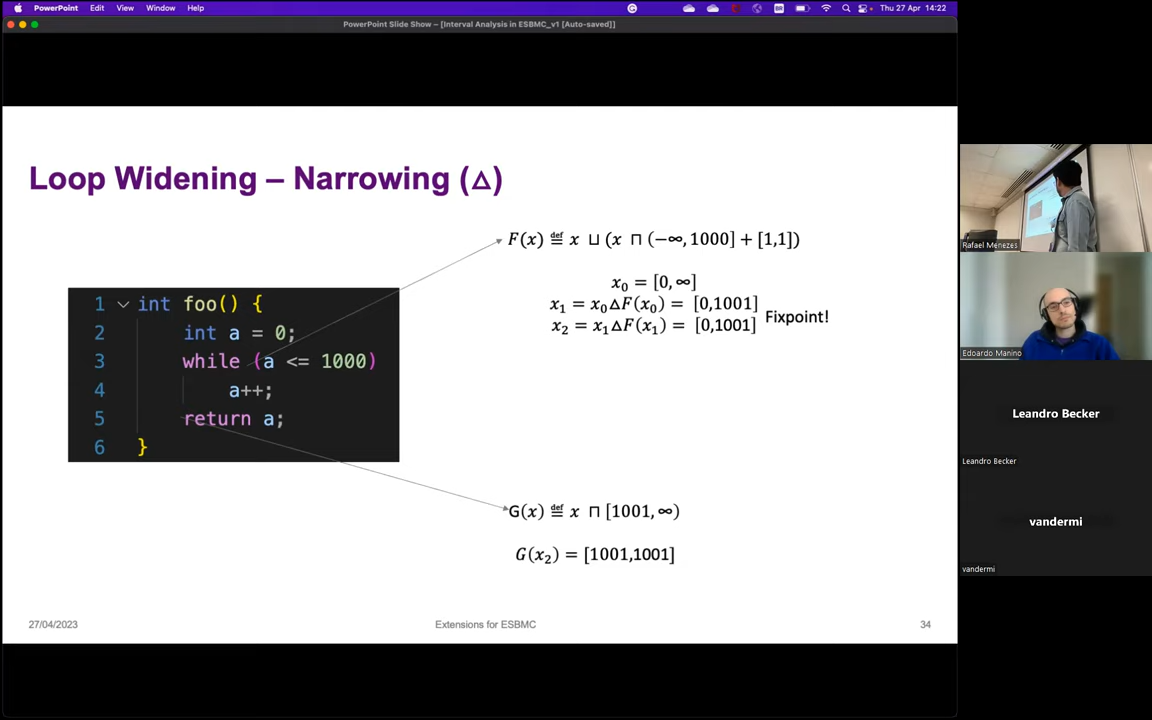 PowerPoint Edit View Window Help
BR
Thu 27 Apr 14:22
PowerPoint Slide Show – [Interval Analysis in ESBMC_v1 [Auto-saved]]
Loop Widening – Narrowing (△)
F(x) ≝ x ⊔ (x ⊓ (−∞, 1000] + [1,1])
x₀ = [0, ∞]
x₁ = x₀△F(x₀) = [0,1001]
x₂ = x₁△F(x₁) = [0,1001]
Fixpoint!
1 int foo() {
2 int a = 0;
3 while (a <= 1000)
4 a++;
5 return a;
6 }
G(x) ≝ x ⊓ [1001, ∞)
G(x₂) = [1001,1001]
27/04/2023
Extensions for ESBMC
34
Rafael Menezes
Edoardo Manino
Leandro Becker
Leandro Becker
vandermi
vandermi